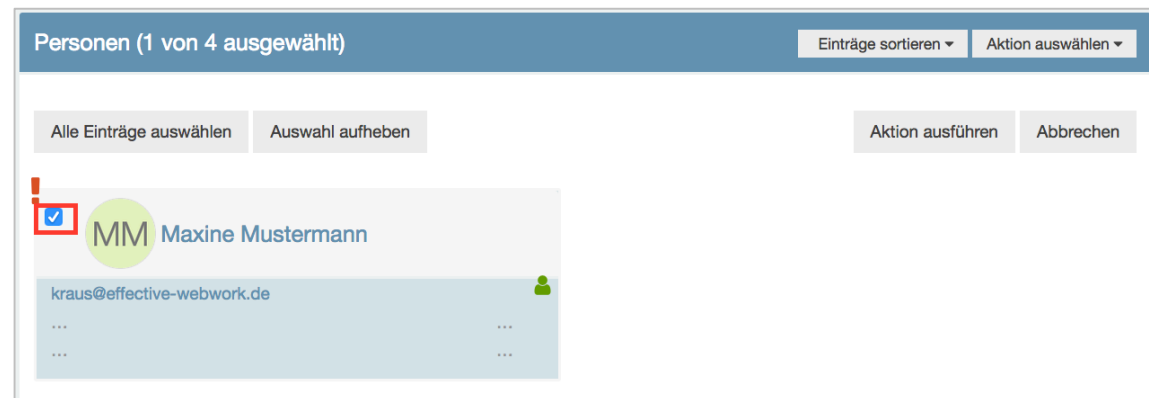 Personen (1 von 4 ausgewählt)
Einträge sortieren
Aktion auswählen
Alle Einträge auswählen
Auswahl aufheben
Aktion ausführen
Abbrechen
!
MM
Maxine Mustermann
kraus@effective-webwork.de
... ...
... ...